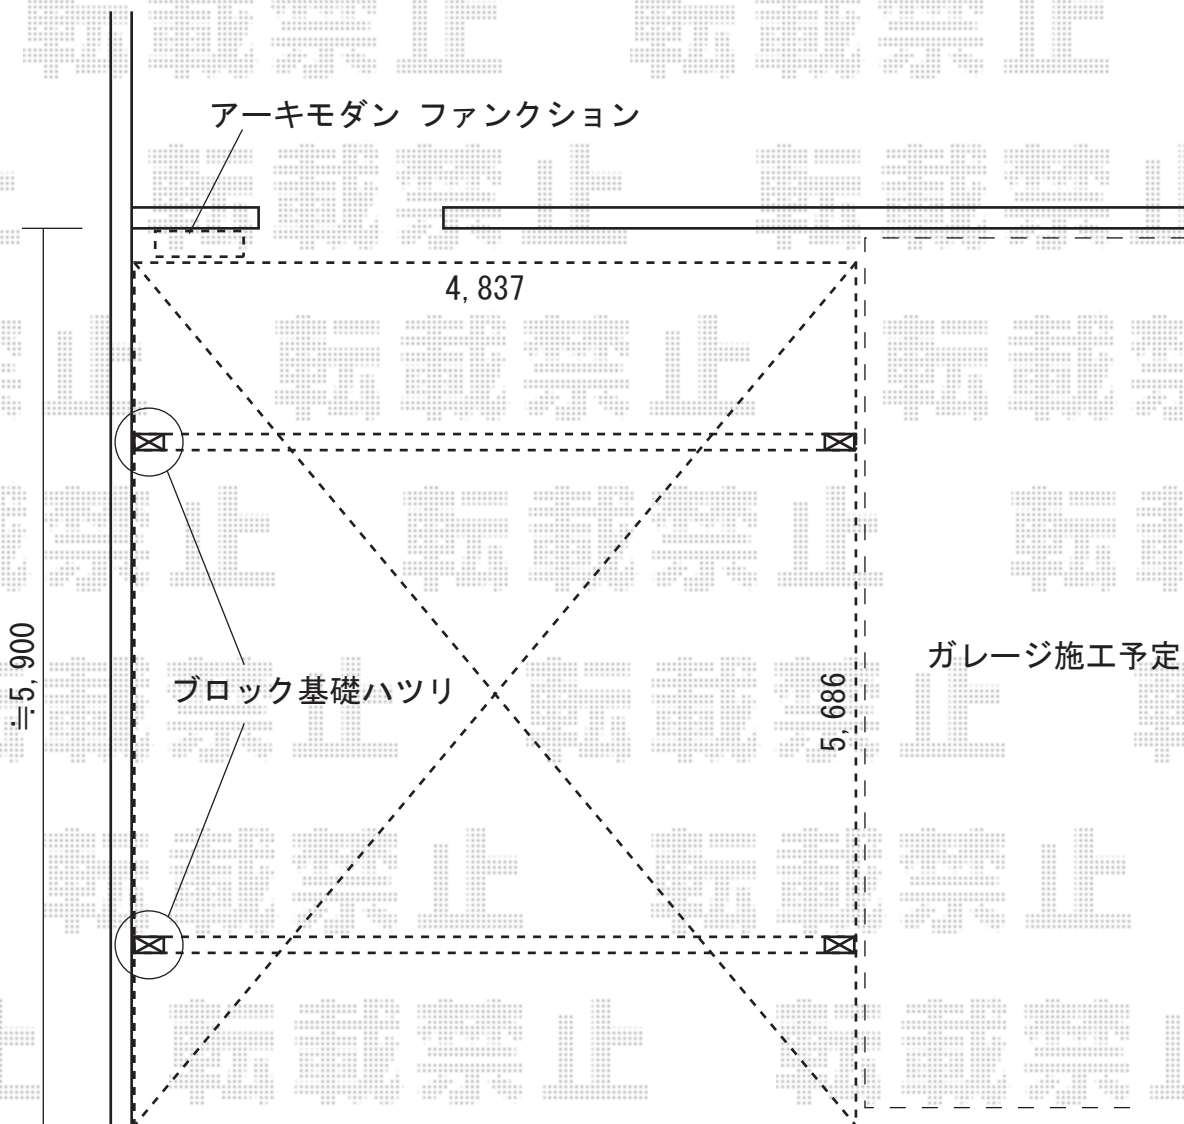 アーキモダン ファンクション
4,837
ガレージ施工予定
≒5,900
ブロック基礎ハツリ
5,686
転載禁止